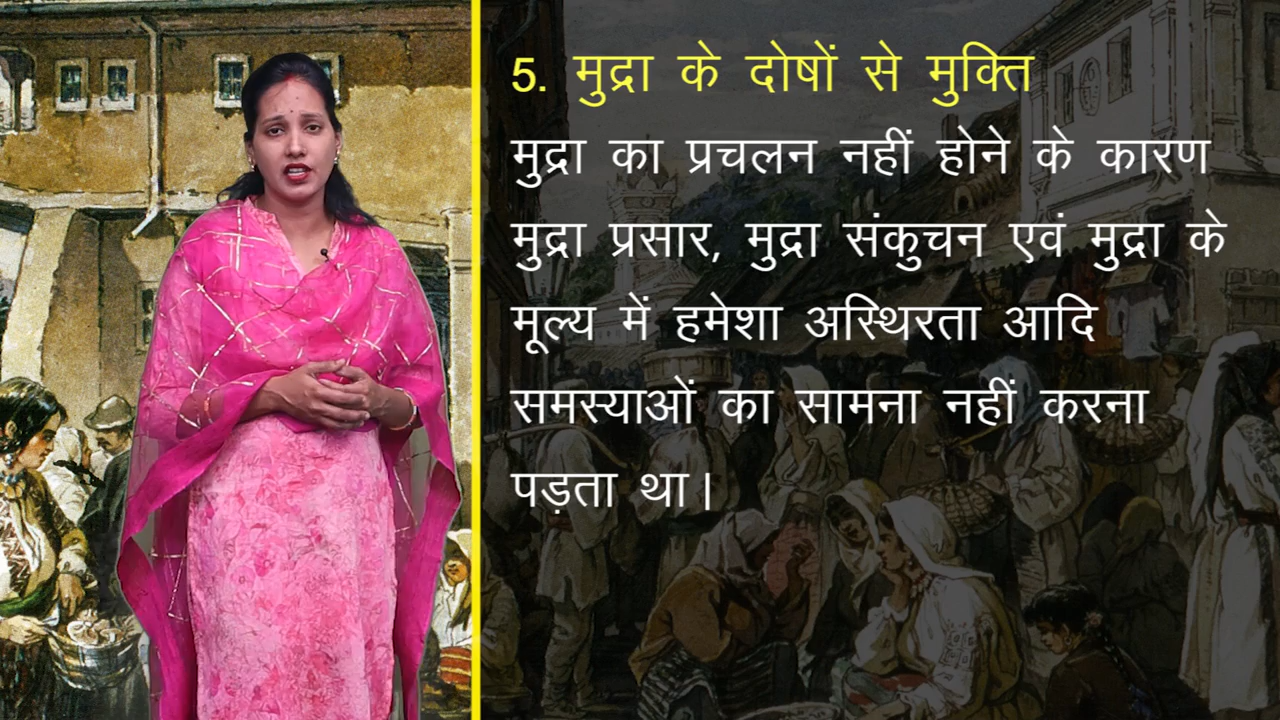 5. मुद्रा के दोषों से मुक्ति
मुद्रा का प्रचलन नहीं होने के कारण
मुद्रा प्रसार, मुद्रा संकुचन एवं मुद्रा के
मूल्य में हमेशा अस्थिरता आदि
समस्याओं का सामना नहीं करना
पड़ता था।